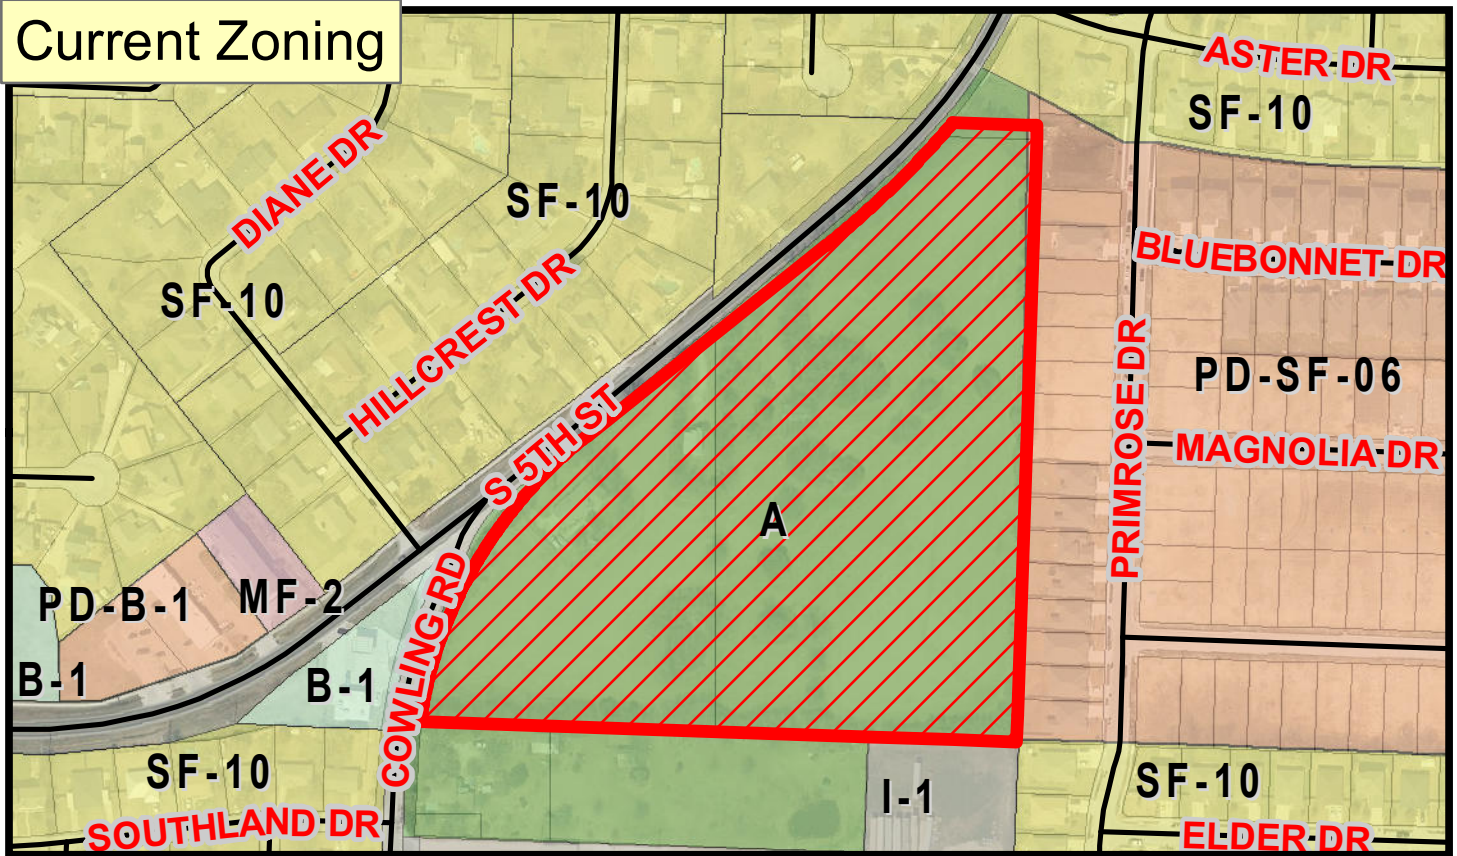 Current Zoning
ASTER DR
SF-10
DIANE DR
SF-10
BLUEBONNET DR
HILLCREST DR
SF-10
PRIMROSE DR
PD-SF-06
S 5TH ST
MAGNOLIA DR
A
COWLING RD
PD-B-1
MF-2
B-1
B-1
SF-10
SF-10
I-1
SOUTHLAND DR
ELDER DR